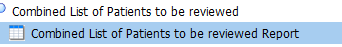 Combined List of Patients to be reviewed
Combined List of Patients to be reviewed Report